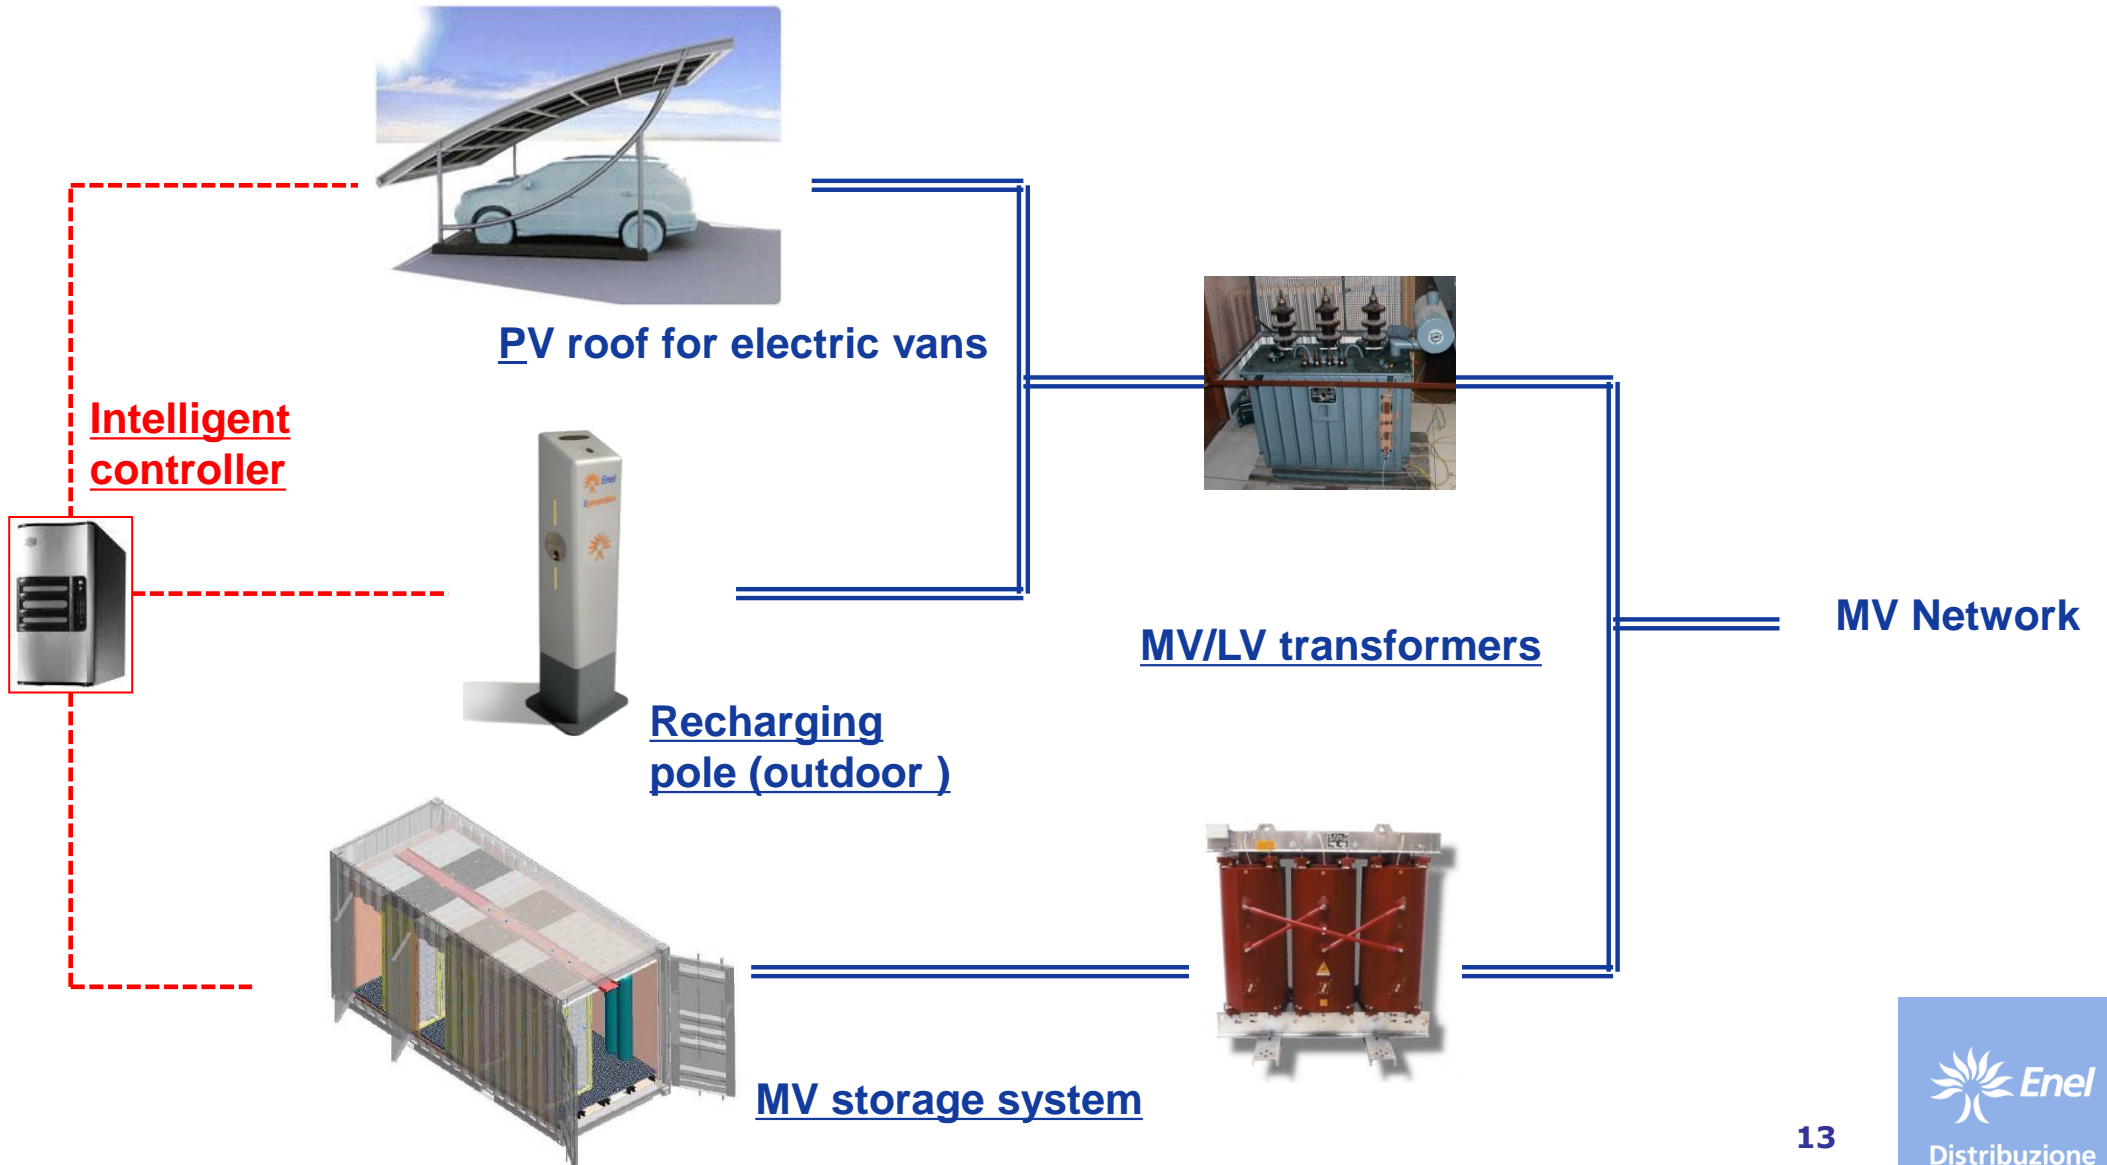 PV roof for electric vans
Intelligent
controller
Enel
MV/LV transformers
MV Network
Recharging
pole (outdoor )
MV storage system
13
Enel
Distribuzione